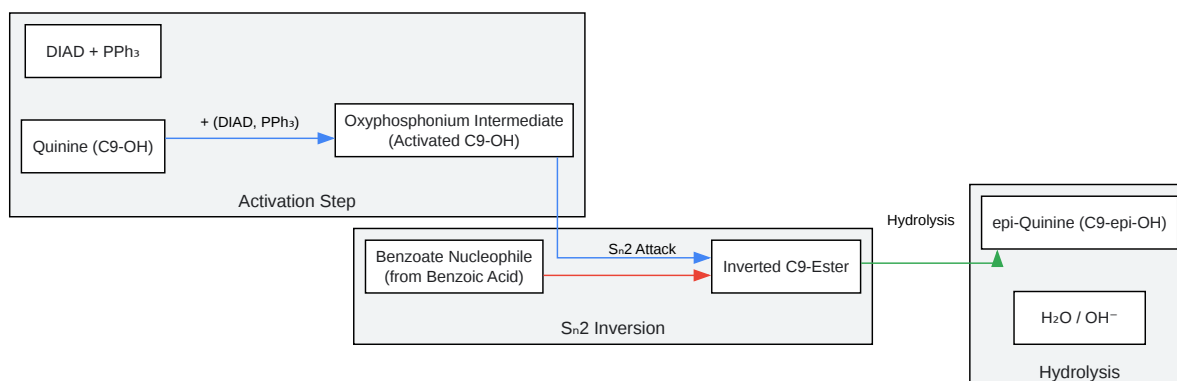 DIAD + PPh₃
Quinine (C9-OH)
+ (DIAD, PPh₃)
Oxyphosphonium Intermediate
(Activated C9-OH)
Activation Step
Benzoate Nucleophile
(from Benzoic Acid)
Sₙ2 Attack
Inverted C9-Ester
Sₙ2 Inversion
Hydrolysis
epi-Quinine (C9-epi-OH)
H₂O / OH⁻
Hydrolysis